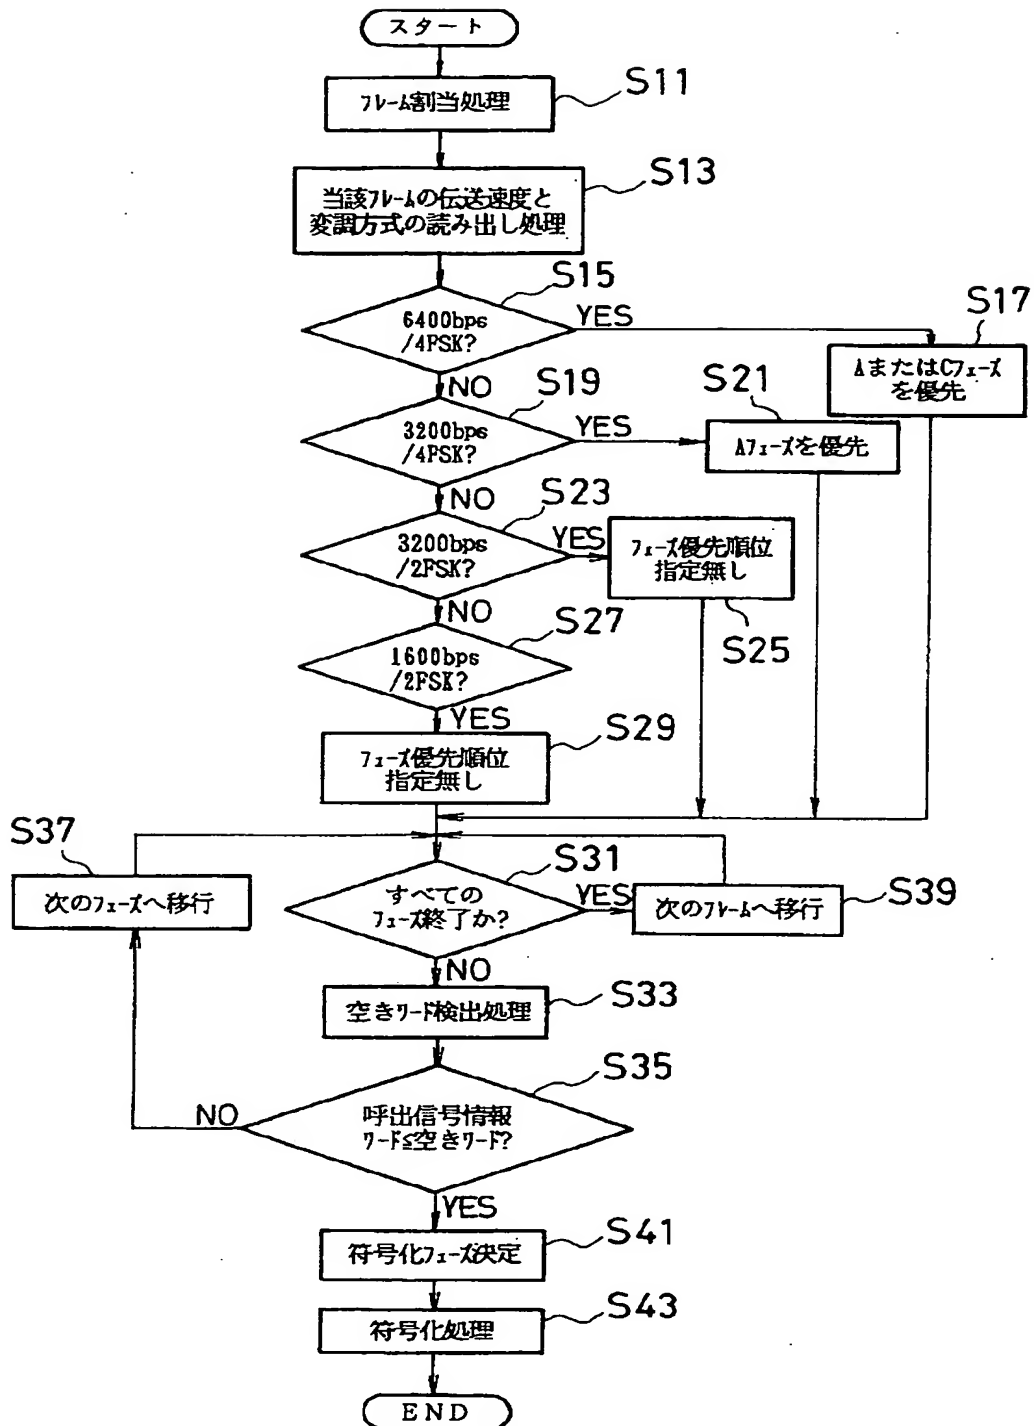 スタート
フレーム割当処理
S11
当該フレームの伝送速度と
変調方式の読み出し処理
S13
S15
6400bps
/4FSK?
YES
S17
AまたはCフェーズ
を優先
NO
S19
3200bps
/4FSK?
YES
S21
Aフェーズを優先
NO
S23
3200bps
/2FSK?
YES
フェーズ優先順位
指定無し
S25
NO
S27
1600bps
/2FSK?
YES
S29
フェーズ優先順位
指定無し
S37
次のフェーズへ移行
S31
すべての
フェーズ終了か?
YES
次のフレームへ移行
S39
NO
空きワード検出処理
S33
S35
呼出信号情報
ワード≦空きワード?
NO
YES
符号化フェーズ決定
S41
符号化処理
S43
END